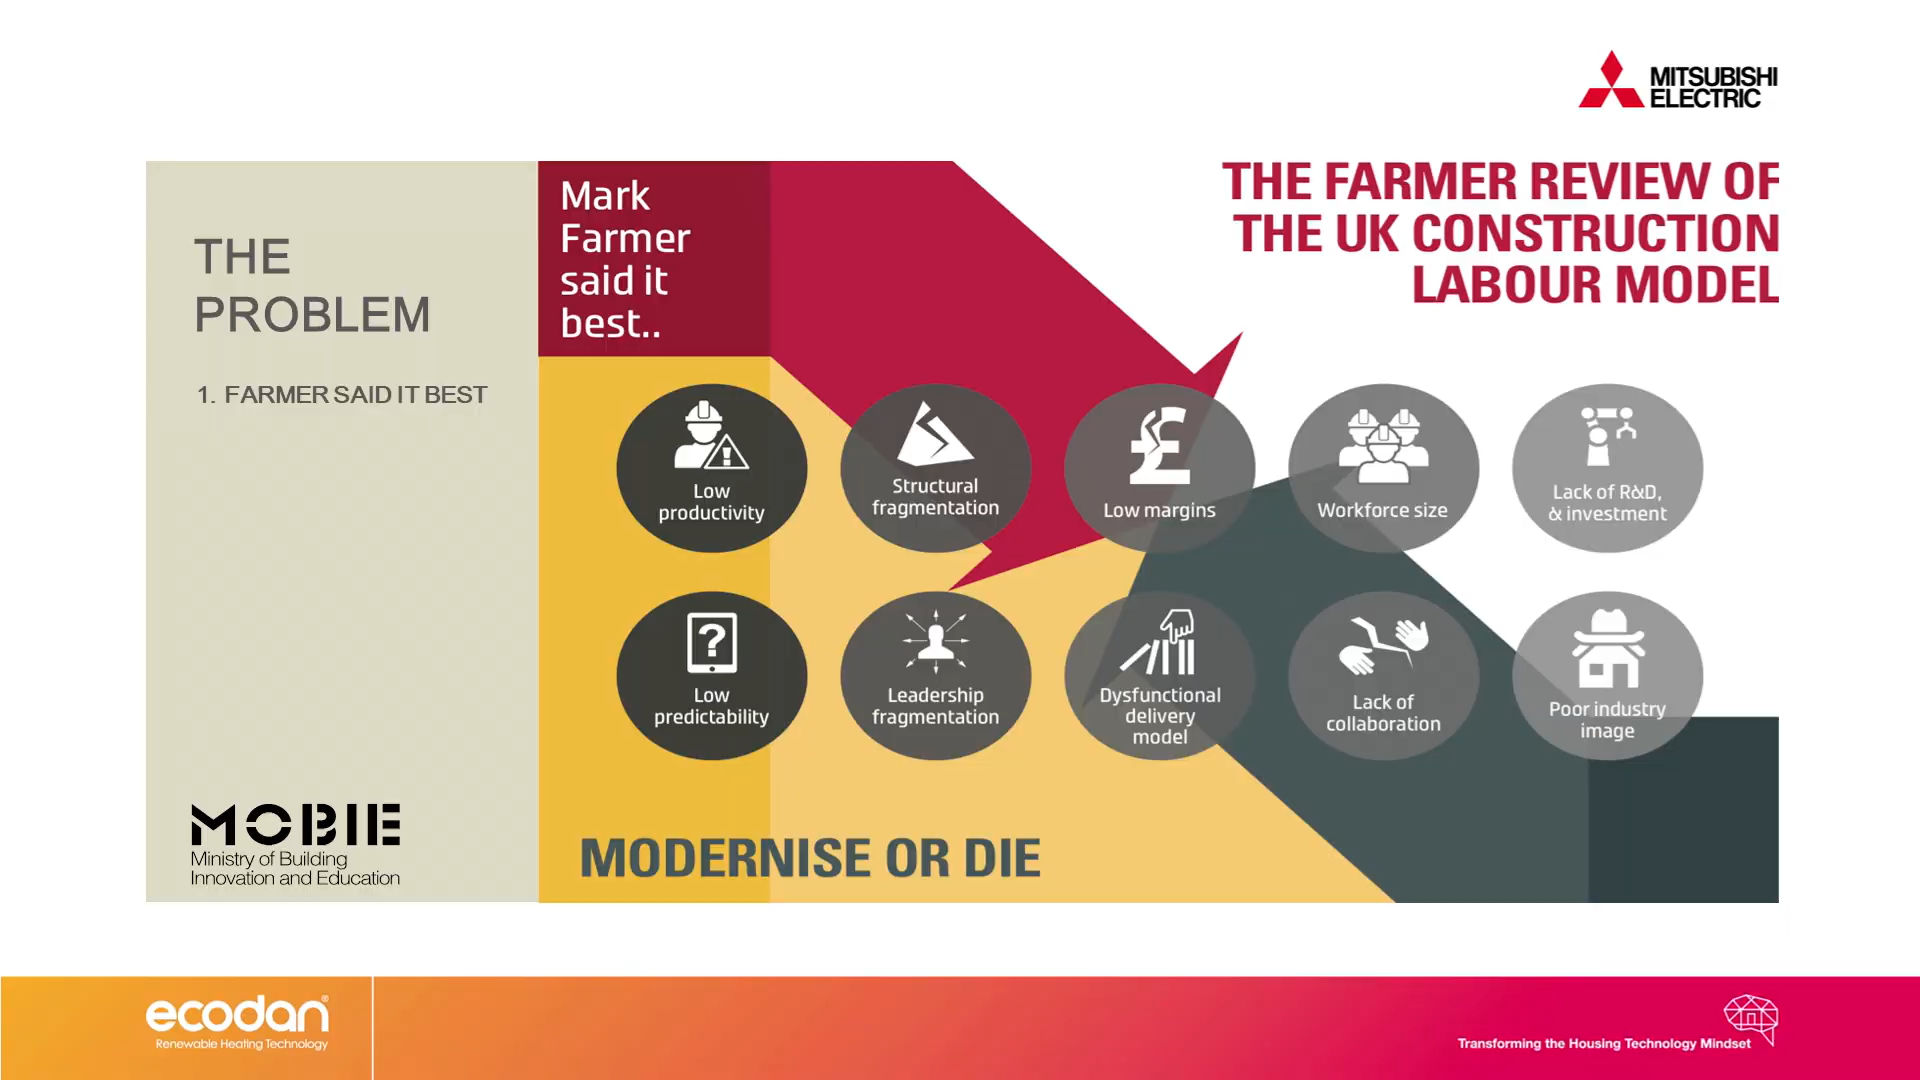 MITSUBISHI
ELECTRIC
THE
PROBLEM
1. FARMER SAID IT BEST
MOBIE
Ministry of Building
Innovation and Education
Mark
Farmer
said it
best..
THE FARMER REVIEW OF
THE UK CONSTRUCTION
LABOUR MODEL
Low
productivity
Structural
fragmentation
£
Low margins
Workforce size
Lack of R&D,
& investment
?
Low
predictability
Leadership
fragmentation
Dysfunctional
delivery
model
Lack of
collaboration
Poor industry
image
MODERNISE OR DIE
ecodan®
Renewable Heating Technology
Transforming the Housing Technology Mindset